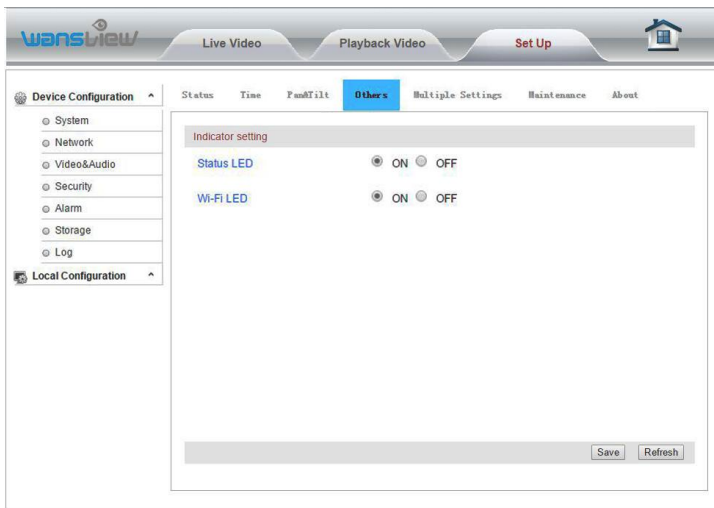 wansview
Live Video Playback Video Set Up
Device Configuration
System
Network
Video&Audio
Security
Alarm
Storage
Log
Local Configuration
Status Time Pan&Tilt Others Multiple Settings Maintenance About
Indicator setting
Status LED ON OFF
Wi-Fi LED ON OFF
Save Refresh